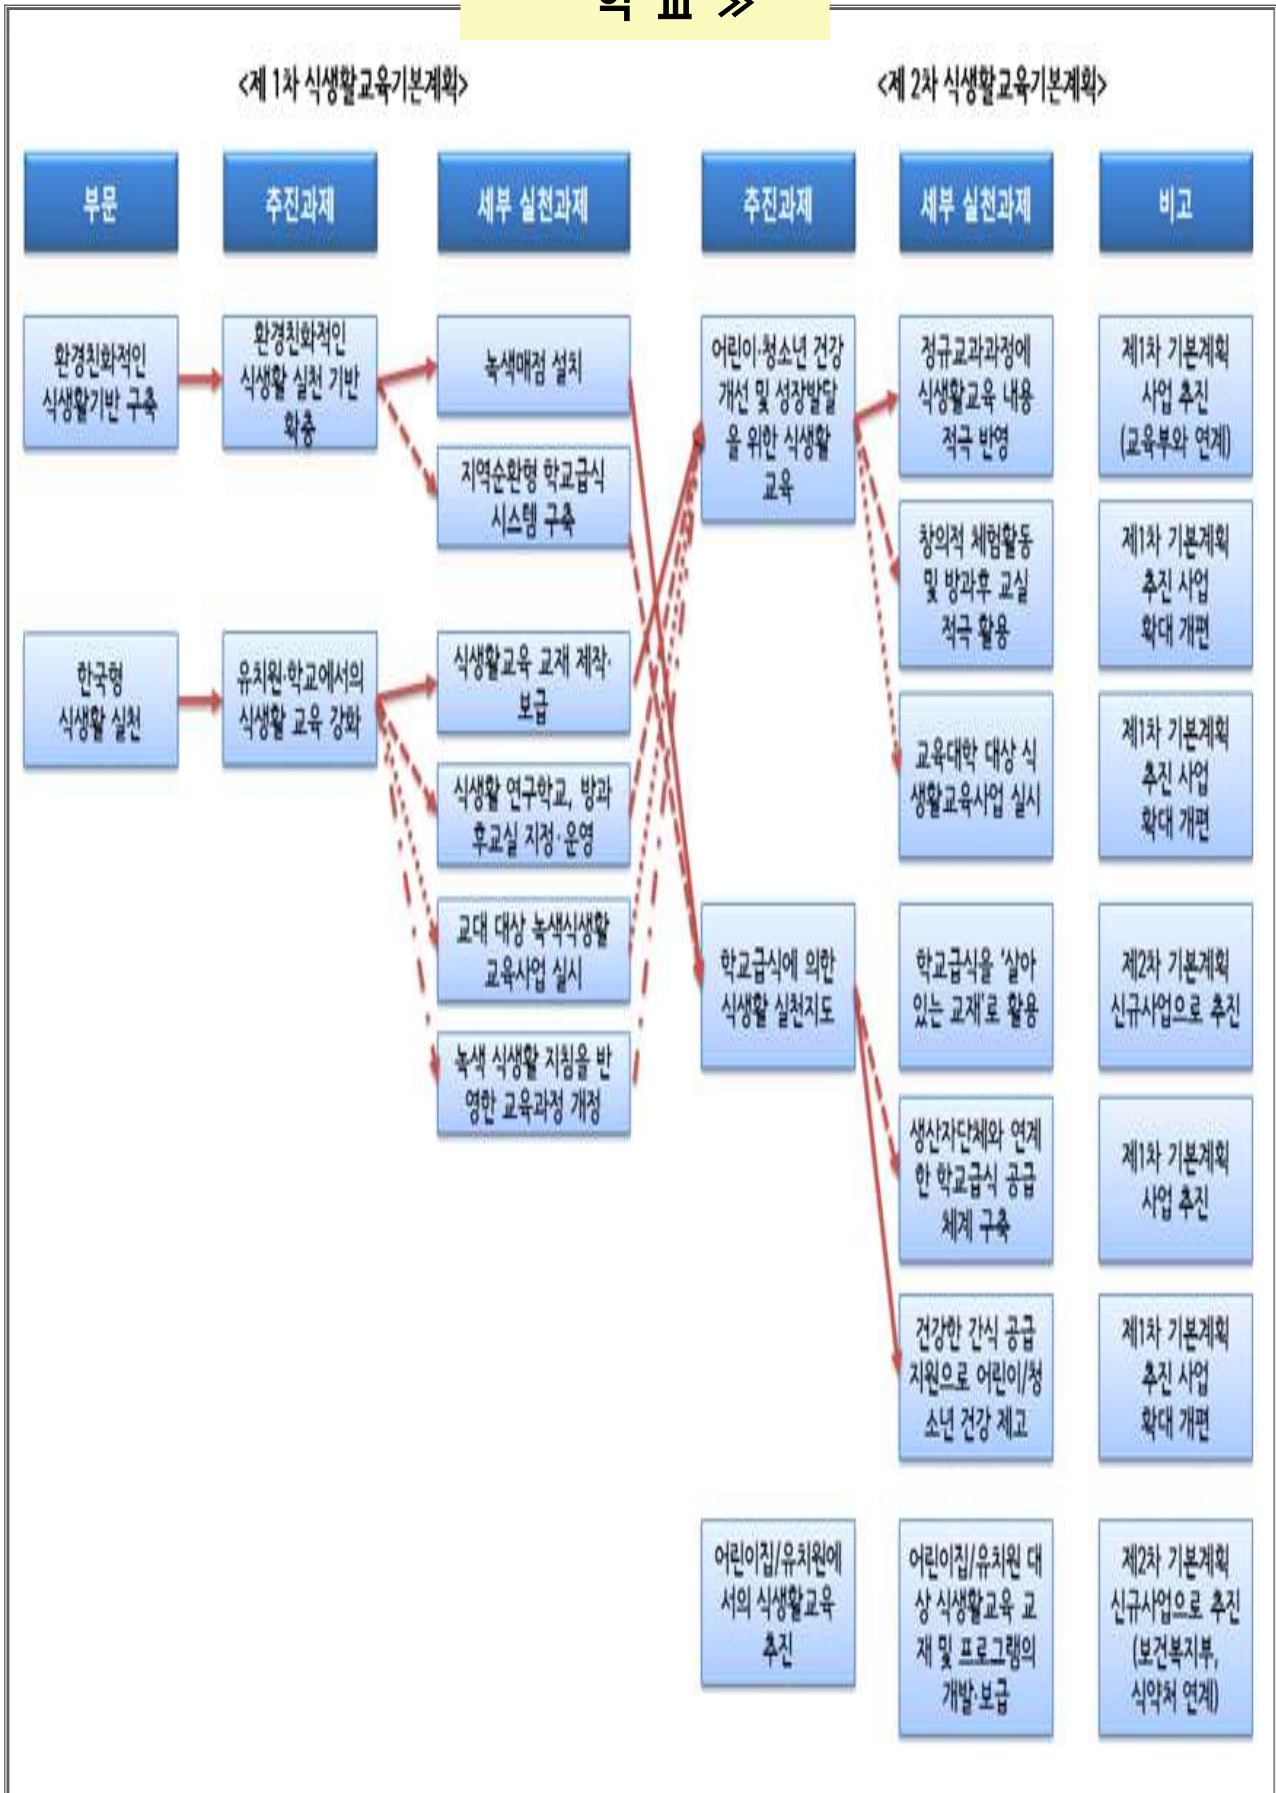 <제 1차 식생활교육기본계획>
<제 2차 식생활교육기본계획>
부문
추진과제
세부 실천과제
추진과제
세부 실천과제
비고
환경친화적인
식생활기반 구축
환경친화적인
식생활 실천 기반
확충
녹색매점 설치
지역순환형 학교급식
시스템 구축
한국형
식생활 실천
유치원·학교에서의
식생활 교육 강화
식생활교육 교재 제작·
보급
식생활 연구학교, 방과
후교실 지정·운영
교대 대상 녹색식생활
교육사업 실시
녹색 식생활 지침을 반
영한 교육과정 개정
어린이·청소년 건강
개선 및 성장발달
을 위한 식생활
교육
정규교과과정에
식생활교육 내용
적극 반영
제1차 기본계획
사업 추진
(교육부와 연계)
창의적 체험활동
및 방과후 교실
적극 활용
제1차 기본계획
추진 사업
확대 개편
교육대학 대상 식
생활교육사업 실시
제1차 기본계획
추진 사업
확대 개편
학교급식에 의한
식생활 실천지도
학교급식을 '살아
있는 교재'로 활용
제2차 기본계획
신규사업으로 추진
생산자단체와 연계
한 학교급식 공급
체계 구축
제1차 기본계획
사업 추진
건강한 간식 공급
지원으로 어린이/청
소년 건강 제고
제1차 기본계획
추진 사업
확대 개편
어린이집/유치원에
서의 식생활교육
추진
어린이집/유치원 대
상 식생활교육 교
재 및 프로그램의
개발·보급
제2차 기본계획
신규사업으로 추진
(보건복지부,
식약처 연계)